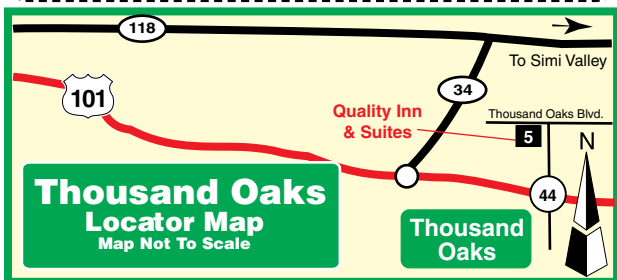 118
To Simi Valley
101
34
Quality Inn
& Suites
Thousand Oaks Blvd.
5
N
Thousand Oaks
Locator Map
Map Not To Scale
44
Thousand
Oaks